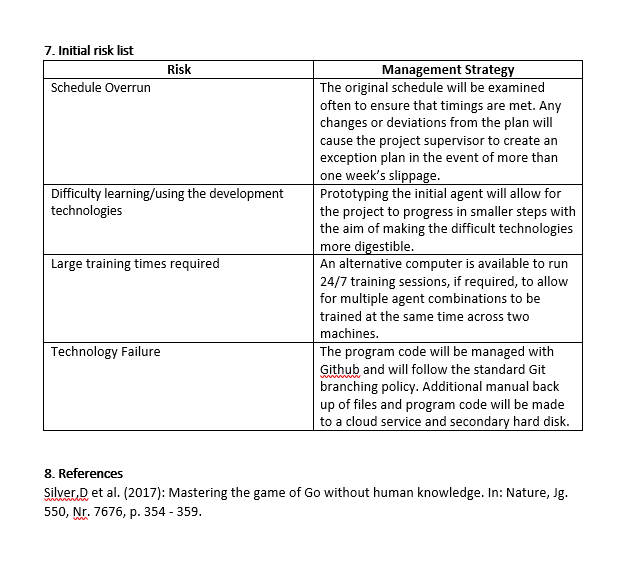 7. Initial risk list
Risk
Management Strategy
Schedule Overrun
The original schedule will be examined
often to ensure that timings are met. Any
changes or deviations from the plan will
cause the project supervisor to create an
exception plan in the event of more than
one week's slippage.
Difficulty learning/using the development
technologies
Prototyping the initial agent will allow for
the project to progress in smaller steps with
the aim of making the difficult technologies
more digestible.
Large training times required
An alternative computer is available to run
24/7 training sessions, if required, to allow
for multiple agent combinations to be
trained at the same time across two
machines.
Technology Failure
The program code will be managed with
Github and will follow the standard Git
branching policy. Additional manual back
up of files and program code will be made
to a cloud service and secondary hard disk.
8. References
Silver,D et al. (2017): Mastering the game of Go without human knowledge. In: Nature, Jg.
550, Nr. 7676, p. 354 - 359.